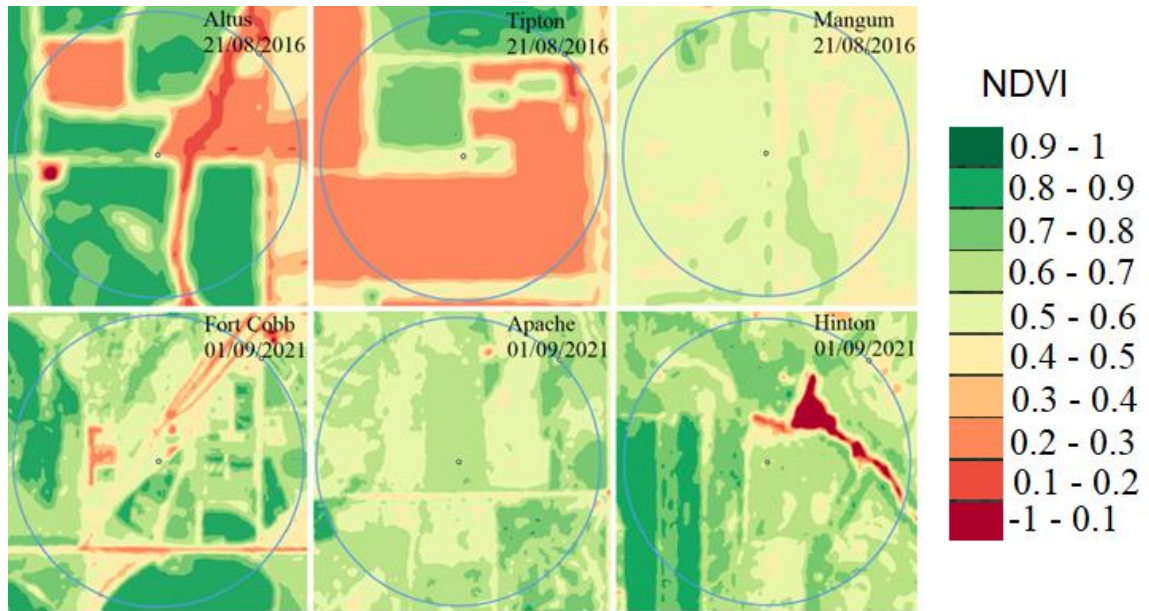 Altus
21/08/2016
Tipton
21/08/2016
Mangum
21/08/2016
Fort Cobb
01/09/2021
Apache
01/09/2021
Hinton
01/09/2021
NDVI
0.9 - 1
0.8 - 0.9
0.7 - 0.8
0.6 - 0.7
0.5 - 0.6
0.4 - 0.5
0.3 - 0.4
0.2 - 0.3
0.1 - 0.2
-1 - 0.1